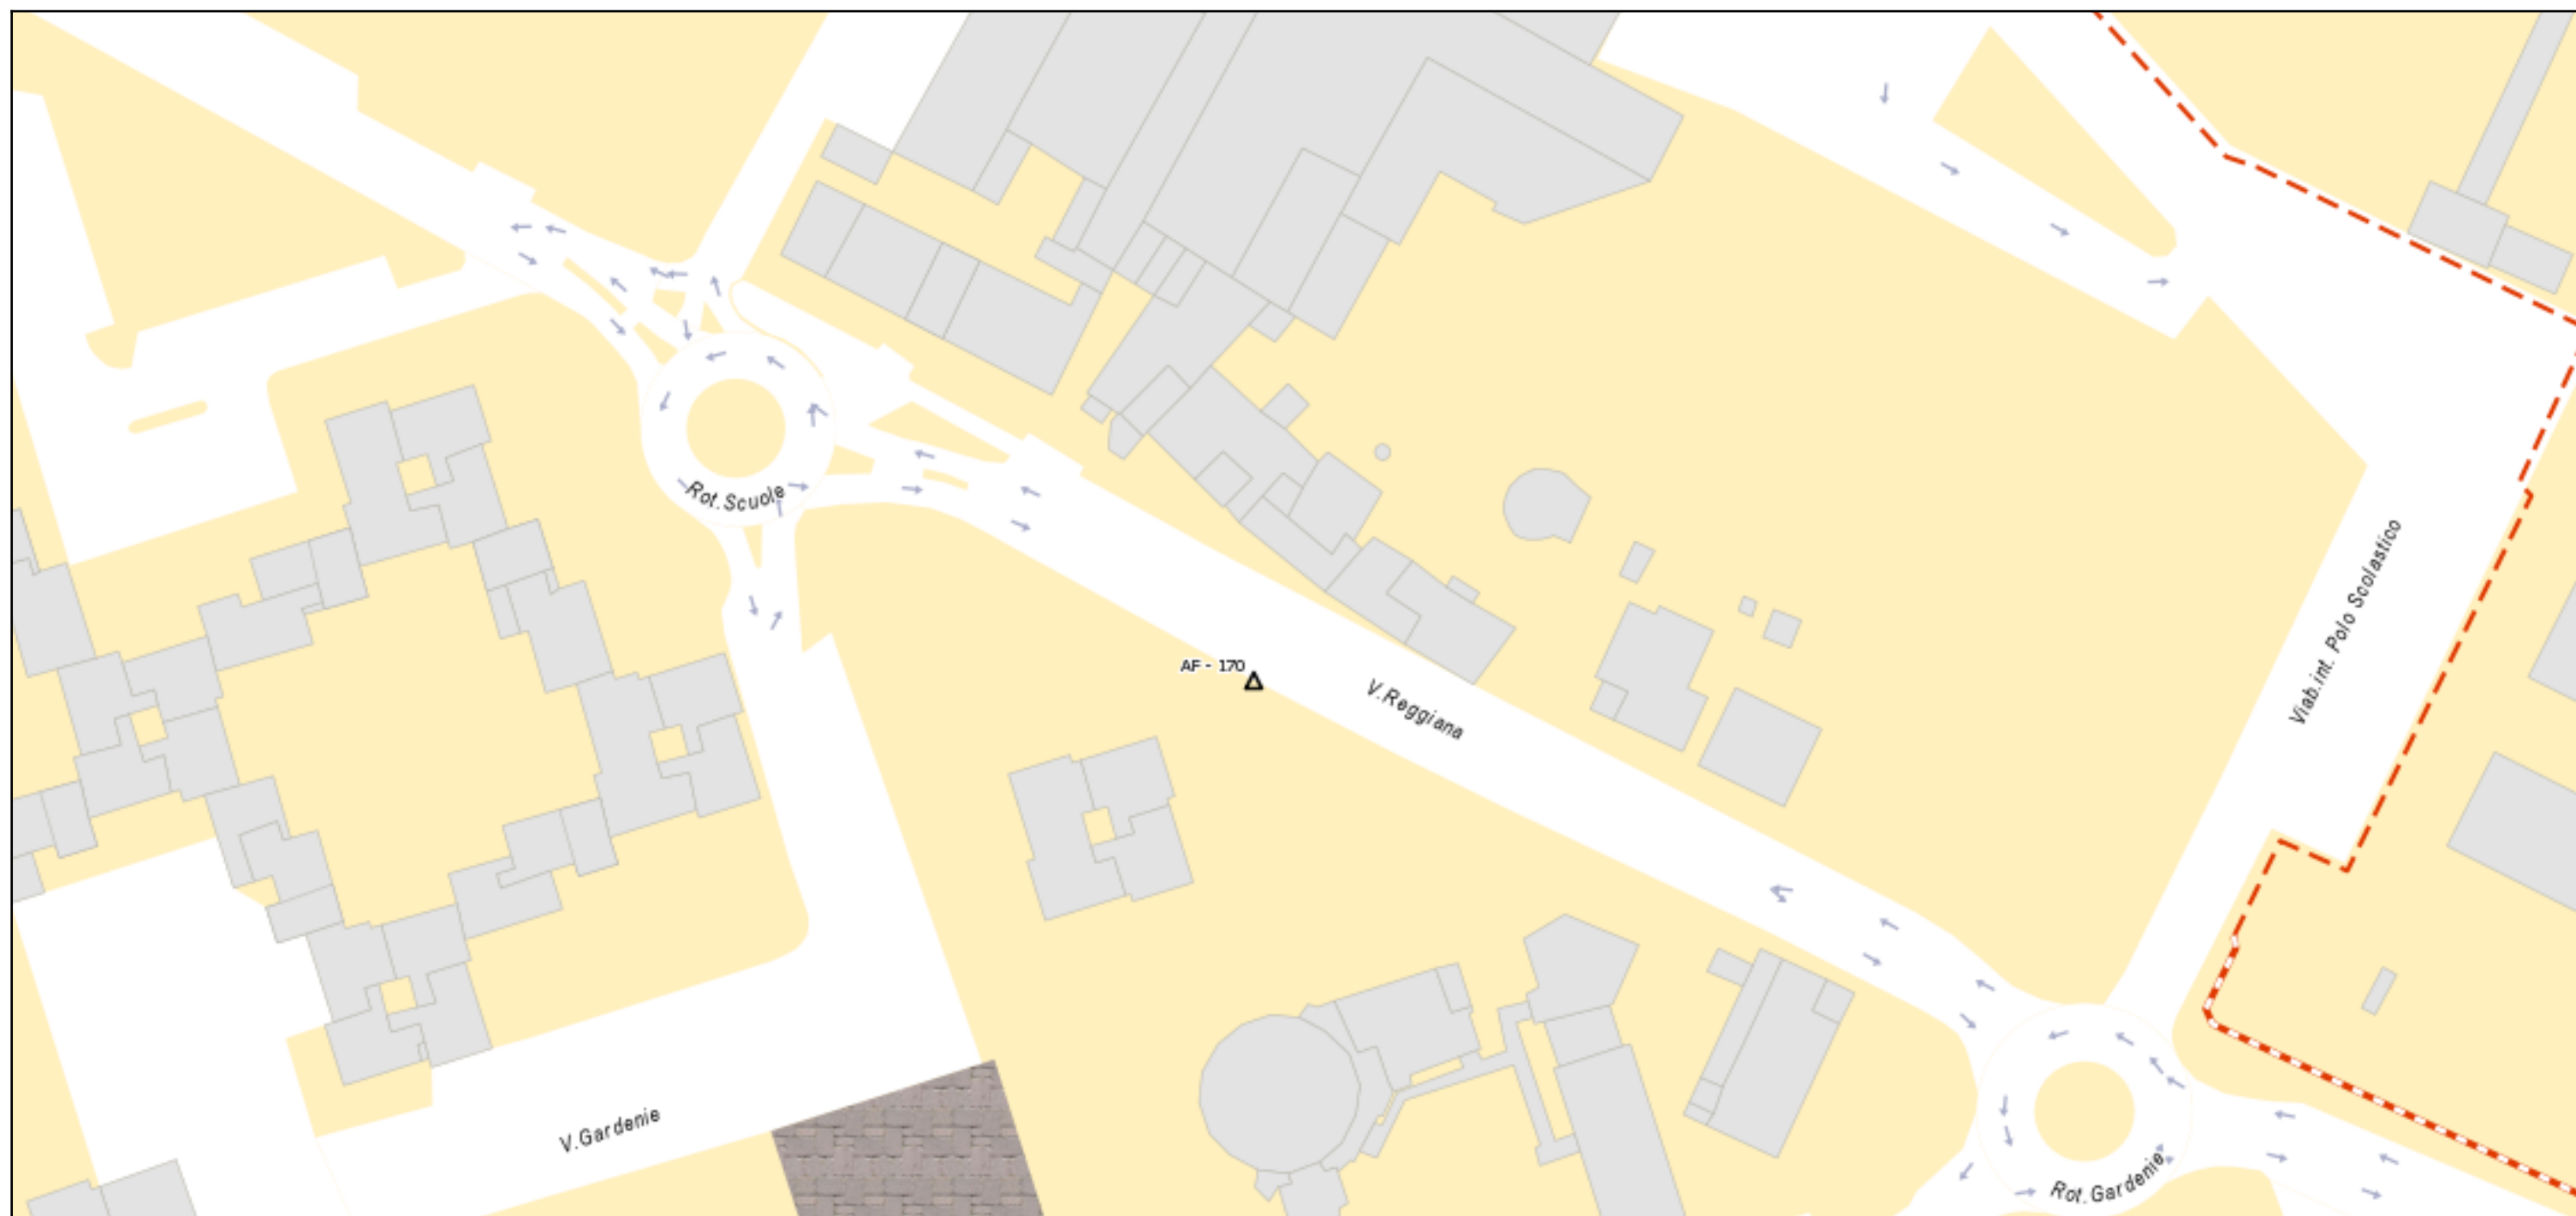 Rot.Scuole
Viab.int. Polo Scolastico
AF - 170
V.Reggiana
V.Gardenie
Rot.Gardenie